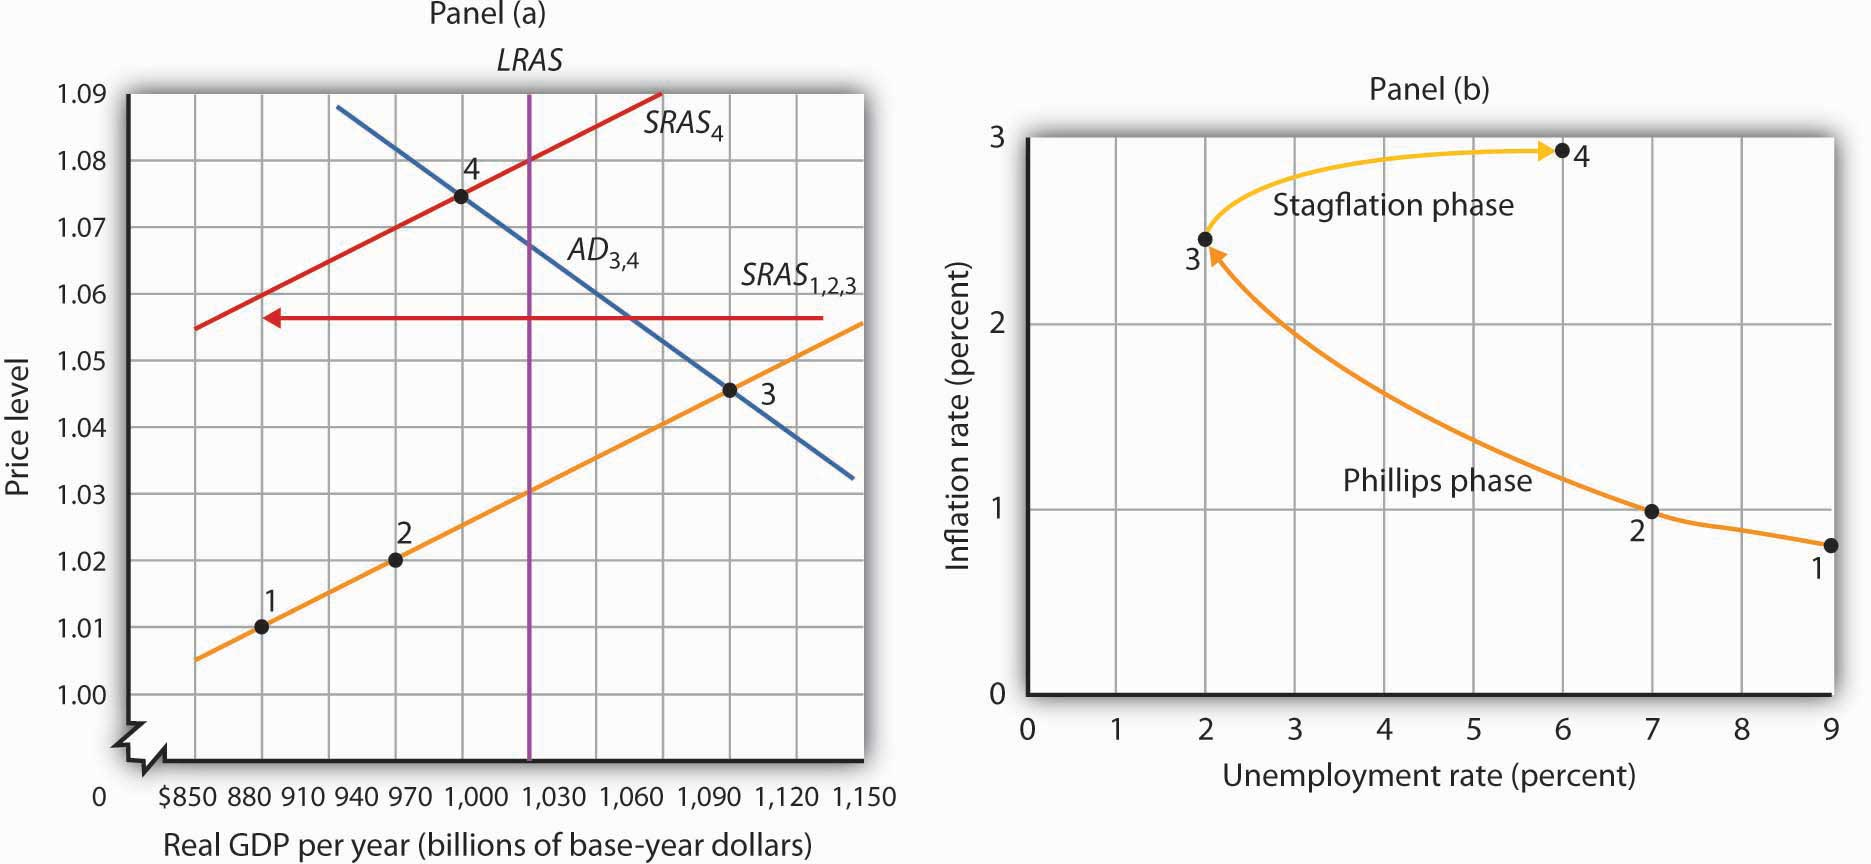 Panel (a)
LRAS
1.09
1.08
1.07
1.06
1.05
1.04
1.03
1.02
1.01
1.00
0
Price level
SRAS4
4
AD3,4
SRAS1,2,3
3
2
1
$850 880 910 940 970 1,000 1,030 1,060 1,090 1,120 1,150
Real GDP per year (billions of base-year dollars)
Panel (b)
3
2
1
0
Inflation rate (percent)
4
Stagflation phase
3
Phillips phase
2
1
0 1 2 3 4 5 6 7 8 9
Unemployment rate (percent)